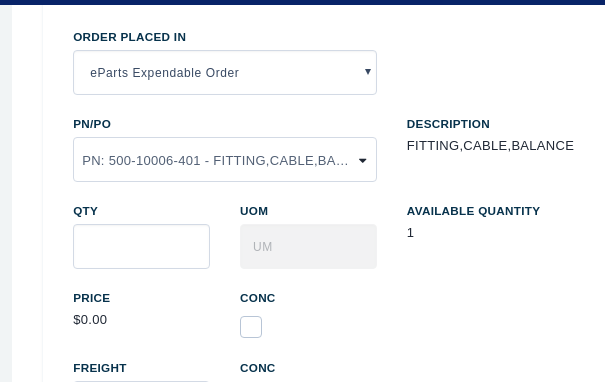 ORDER PLACED IN
eParts Expendable Order
PN/PO
DESCRIPTION
PN: 500-10006-401 - FITTING,CABLE,BA...
FITTING,CABLE,BALANCE
QTY
UOM
AVAILABLE QUANTITY
UM
1
PRICE
CONC
$0.00
FREIGHT
CONC